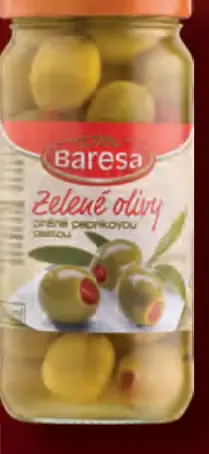 Baresa
Zelené olivy
plněné paprikovou
pastou